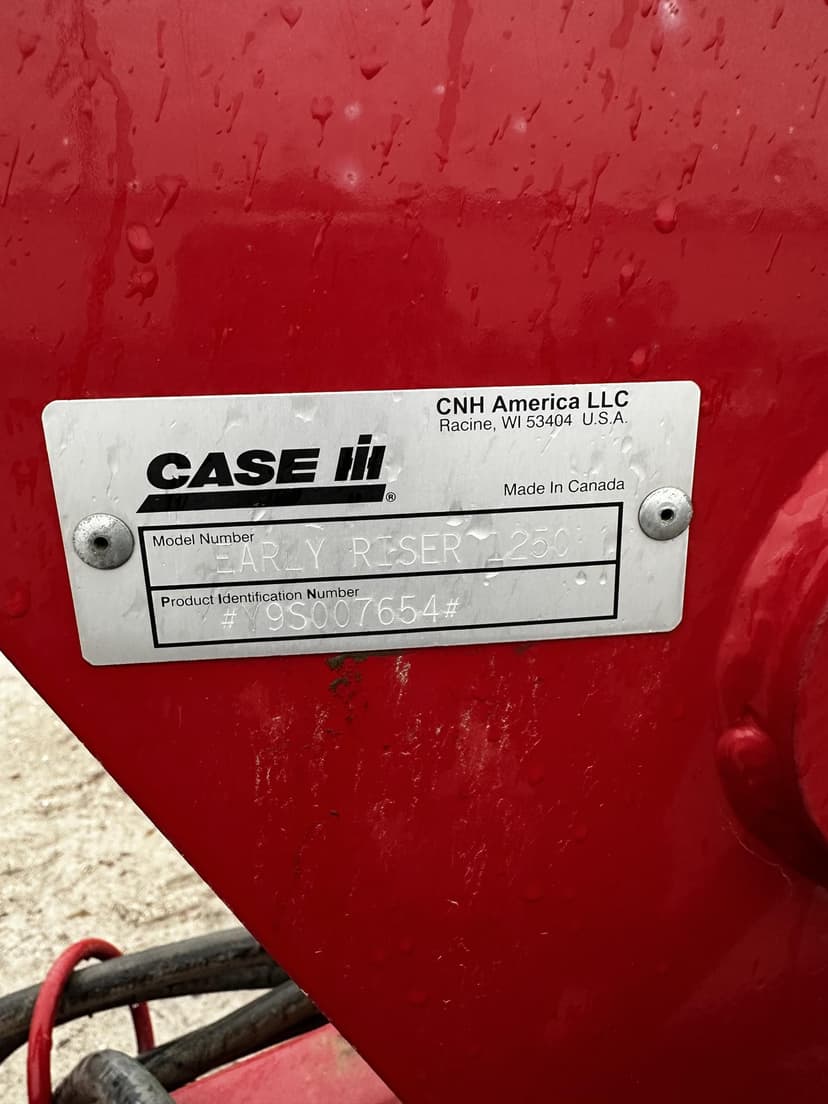 CNH America LLC
Racine, WI 53404 U.S.A.
CASE IH®
Made In Canada
Model Number
EARLY RISER 1250
Product Identification Number
#Y9S007654#